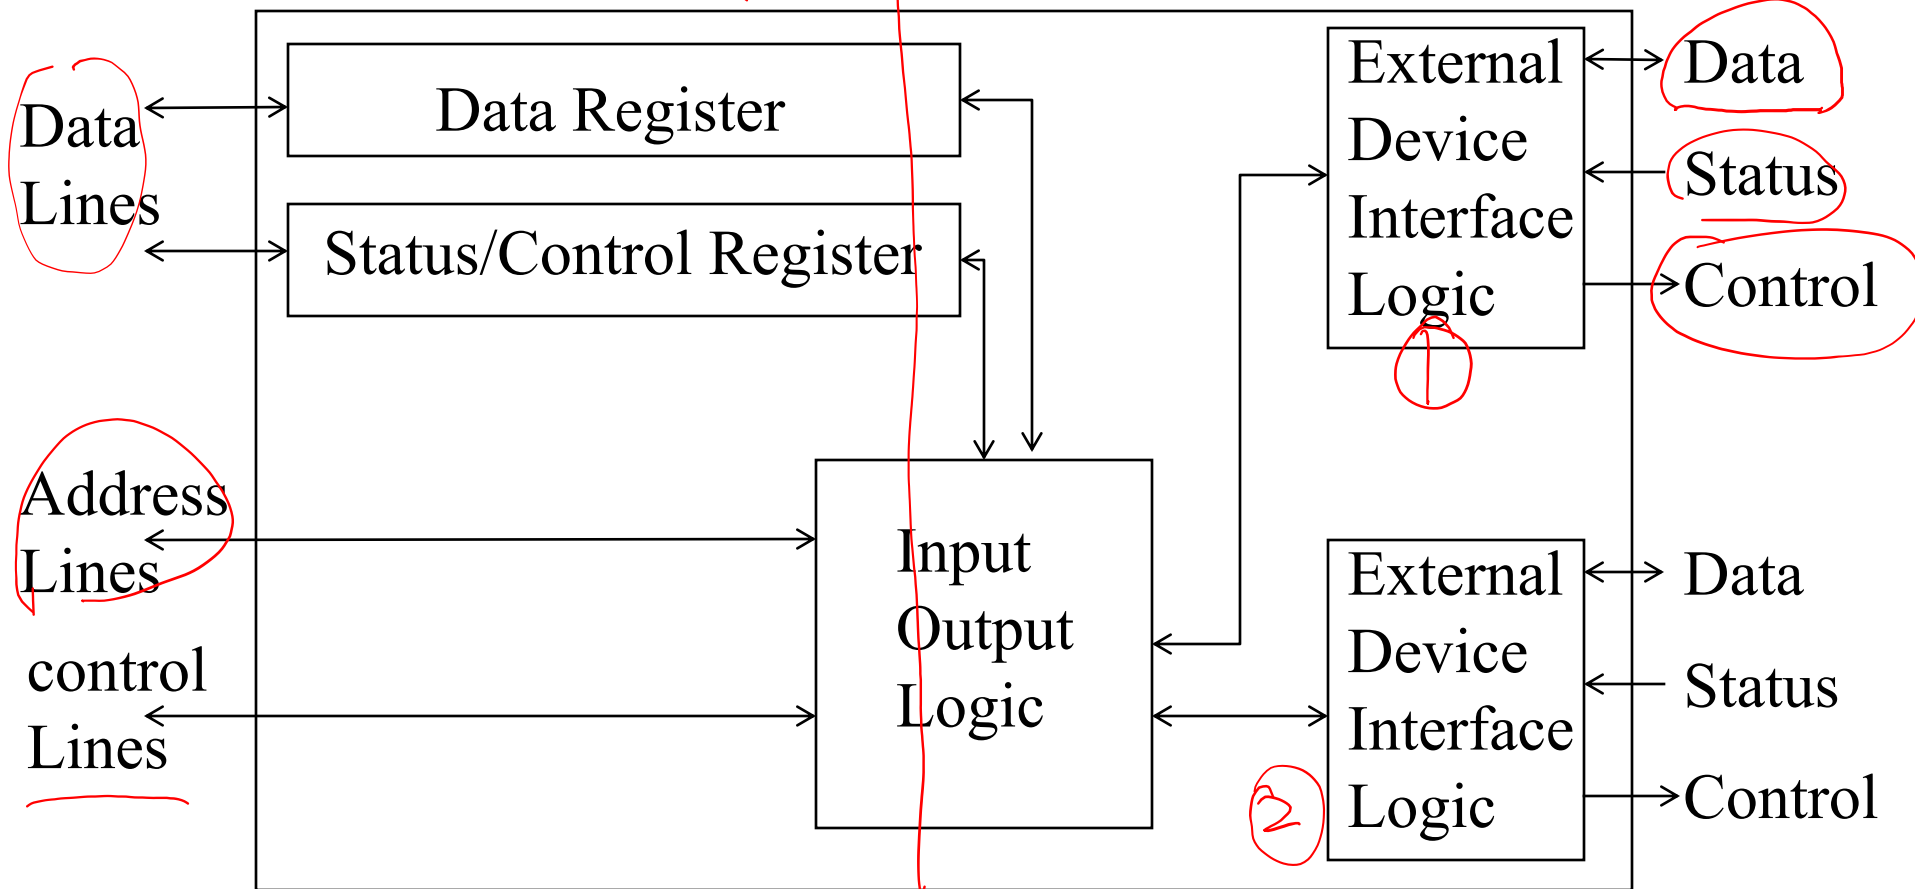 Data
Lines
Data Register
Status/Control Register
Address
Lines
control
Lines
Input
Output
Logic
External
Device
Interface
Logic
1
Data
Status
Control
External
Device
Interface
Logic
2
Data
Status
Control